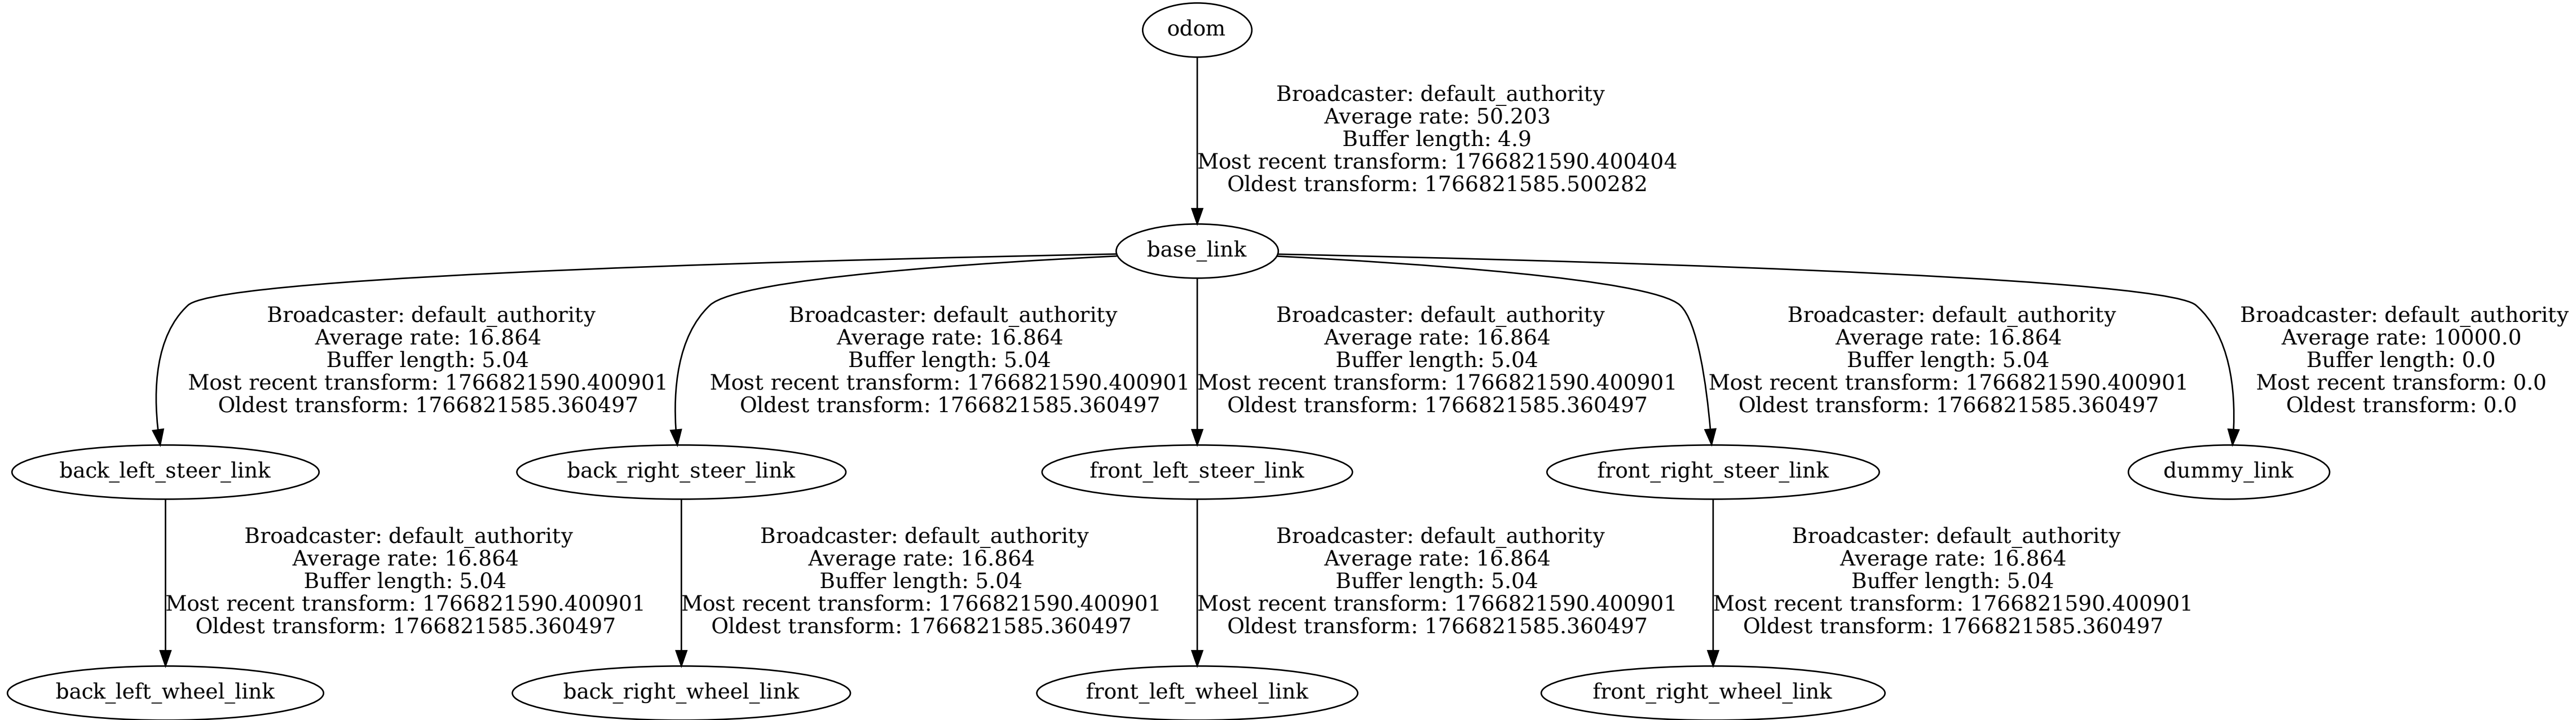 odom
Broadcaster: default_authority
Average rate: 50.203
Buffer length: 4.9
Most recent transform: 1766821590.400404
Oldest transform: 1766821585.500282
base_link
Broadcaster: default_authority
Average rate: 16.864
Buffer length: 5.04
Most recent transform: 1766821590.400901
Oldest transform: 1766821585.360497
Broadcaster: default_authority
Average rate: 16.864
Buffer length: 5.04
Most recent transform: 1766821590.400901
Oldest transform: 1766821585.360497
Broadcaster: default_authority
Average rate: 16.864
Buffer length: 5.04
Most recent transform: 1766821590.400901
Oldest transform: 1766821585.360497
Broadcaster: default_authority
Average rate: 16.864
Buffer length: 5.04
Most recent transform: 1766821590.400901
Oldest transform: 1766821585.360497
Broadcaster: default_authority
Average rate: 10000.0
Buffer length: 0.0
Most recent transform: 0.0
Oldest transform: 0.0
back_left_steer_link
back_right_steer_link
front_left_steer_link
front_right_steer_link
dummy_link
Broadcaster: default_authority
Average rate: 16.864
Buffer length: 5.04
Most recent transform: 1766821590.400901
Oldest transform: 1766821585.360497
Broadcaster: default_authority
Average rate: 16.864
Buffer length: 5.04
Most recent transform: 1766821590.400901
Oldest transform: 1766821585.360497
Broadcaster: default_authority
Average rate: 16.864
Buffer length: 5.04
Most recent transform: 1766821590.400901
Oldest transform: 1766821585.360497
Broadcaster: default_authority
Average rate: 16.864
Buffer length: 5.04
Most recent transform: 1766821590.400901
Oldest transform: 1766821585.360497
back_left_wheel_link
back_right_wheel_link
front_left_wheel_link
front_right_wheel_link